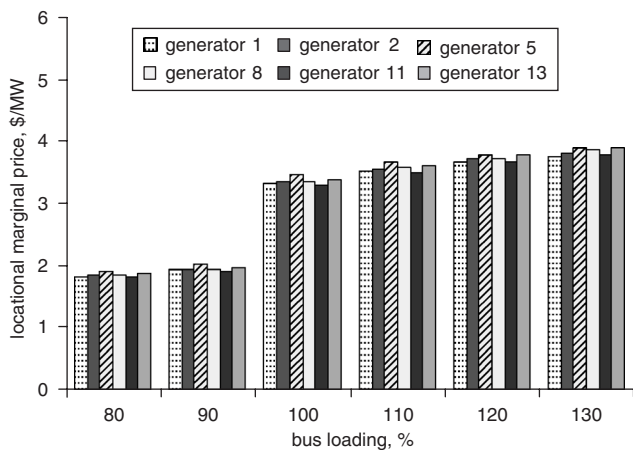 6
5
4
3
2
1
0
locational marginal price, $/MW
generator 1 generator 2 generator 5
generator 8 generator 11 generator 13
80 90 100 110 120 130
bus loading, %